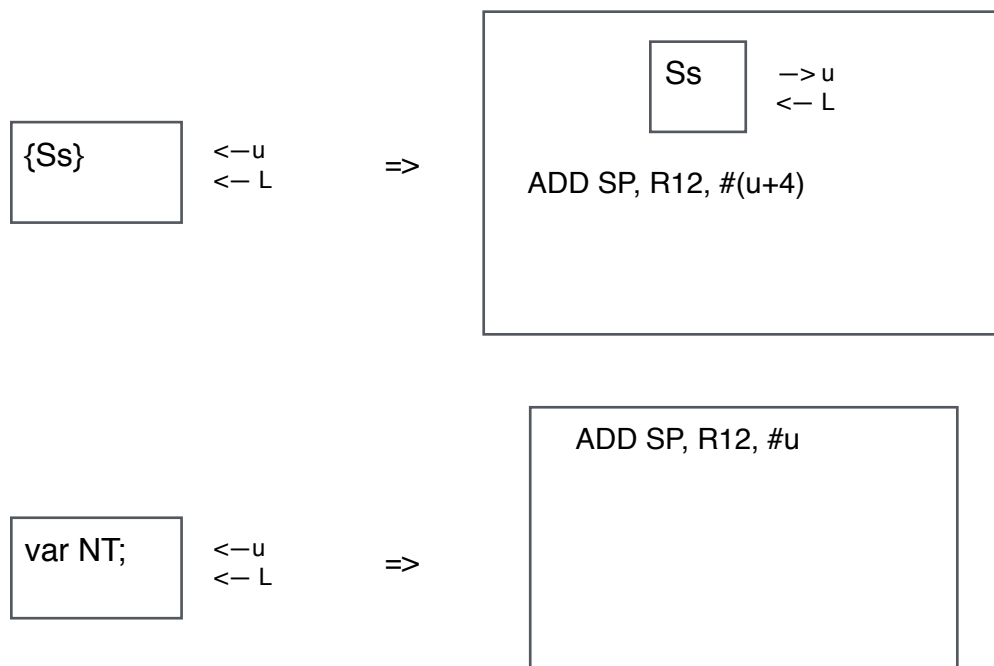 Ss
—> u
<— L
{Ss}
<—u
<— L
=>
ADD SP, R12, #(u+4)
ADD SP, R12, #u
var NT;
<—u
<— L
=>